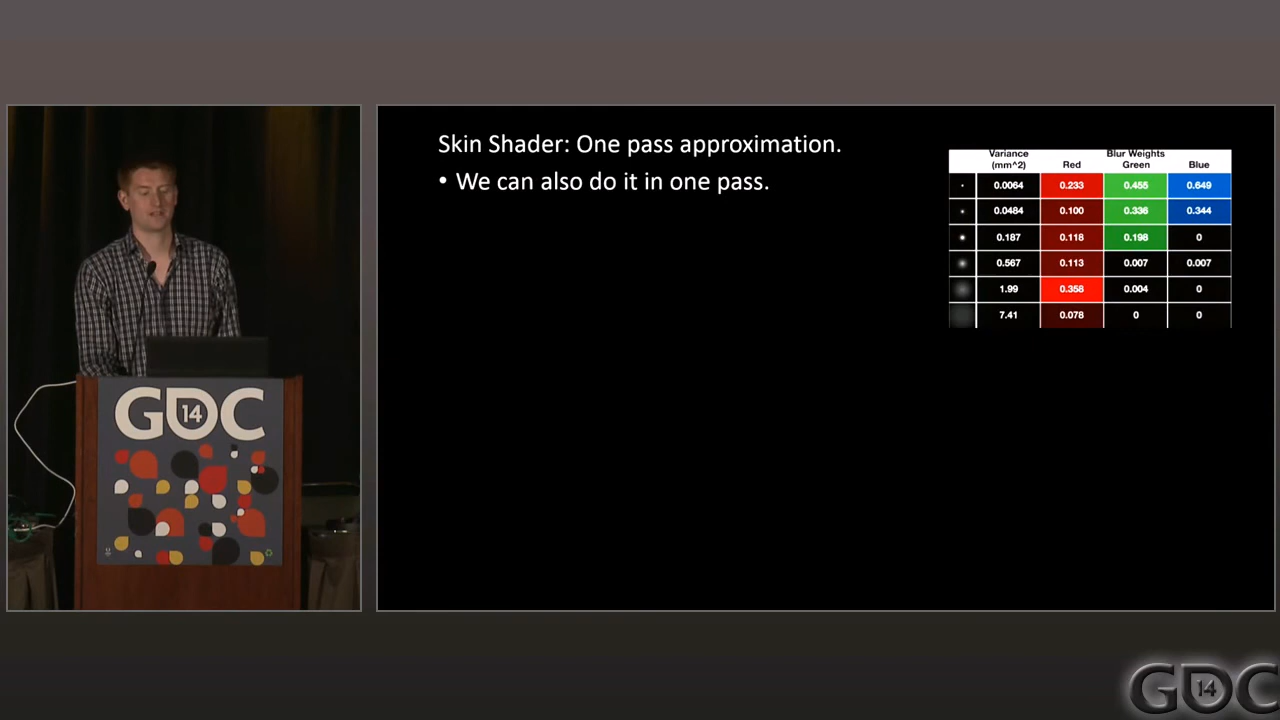 Skin Shader: One pass approximation.
• We can also do it in one pass.
Variance (mm^2) Blur Weights Red Green Blue
0.0064 0.233 0.455 0.649
0.0484 0.100 0.336 0.344
0.187 0.118 0.198 0
0.567 0.113 0.007 0.007
1.99 0.358 0.004 0
7.41 0.078 0 0
GDC 14
GDC 14